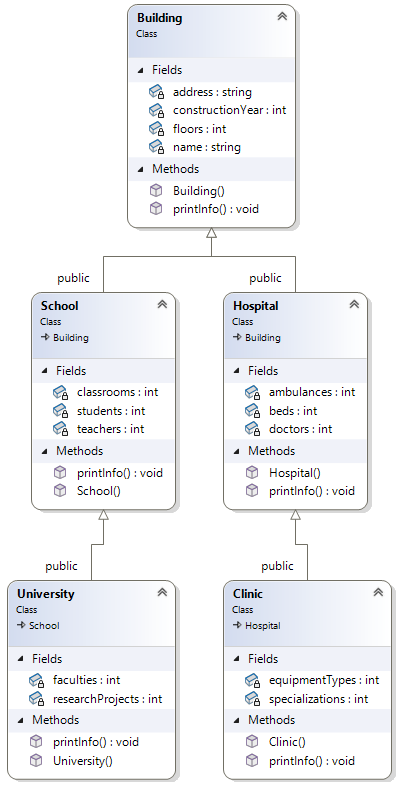 Building
Class
Fields
address : string
constructionYear : int
floors : int
name : string
Methods
Building()
printInfo() : void
public
public
School
Class
Building
Fields
classrooms : int
students : int
teachers : int
Methods
printInfo() : void
School()
Hospital
Class
Building
Fields
ambulances : int
beds : int
doctors : int
Methods
Hospital()
printInfo() : void
public
public
University
Class
School
Fields
faculties : int
researchProjects : int
Methods
printInfo() : void
University()
Clinic
Class
Hospital
Fields
equipmentTypes : int
specializations : int
Methods
Clinic()
printInfo() : void